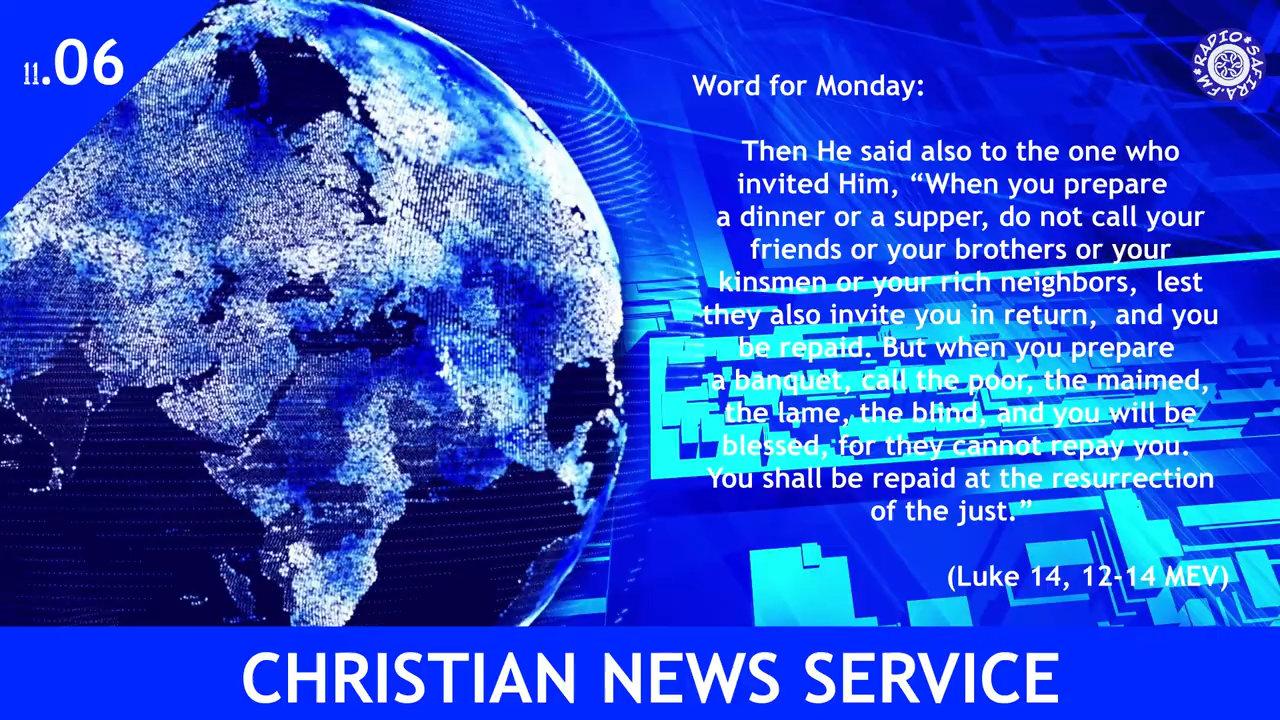 11.06
RADIO*SAFIRA.FM*
Word for Monday:
Then He said also to the one who
invited Him, “When you prepare
a dinner or a supper, do not call your
friends or your brothers or your
kinsmen or your rich neighbors,  lest
they also invite you in return,  and you
be repaid. But when you prepare
a banquet, call the poor, the maimed,
the lame, the blind, and you will be
blessed, for they cannot repay you.
You shall be repaid at the resurrection
of the just.”
(Luke 14, 12-14 MEV)
CHRISTIAN NEWS SERVICE